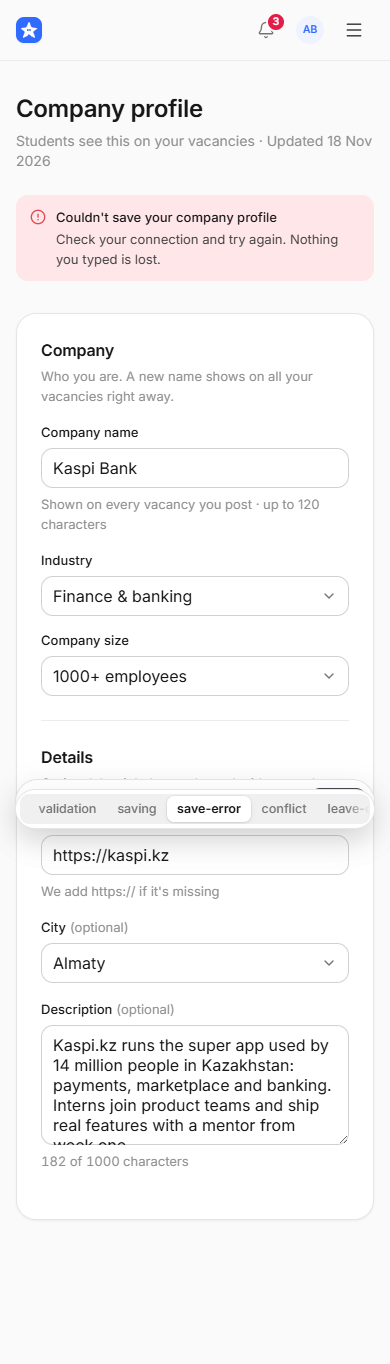 3
AB
Company profile
Students see this on your vacancies · Updated 18 Nov
2026
Couldn't save your company profile
Check your connection and try again. Nothing
you typed is lost.
Company
Who you are. A new name shows on all your
vacancies right away.
Company name
Kaspi Bank
Shown on every vacancy you post · up to 120
characters
Industry
Finance & banking
Company size
1000+ employees
Details
validation saving save-error conflict leave-
https://kaspi.kz
We add https:// if it's missing
City (optional)
Almaty
Description (optional)
Kaspi.kz runs the super app used by
14 million people in Kazakhstan:
payments, marketplace and banking.
Interns join product teams and ship
real features with a mentor from
week one
182 of 1000 characters